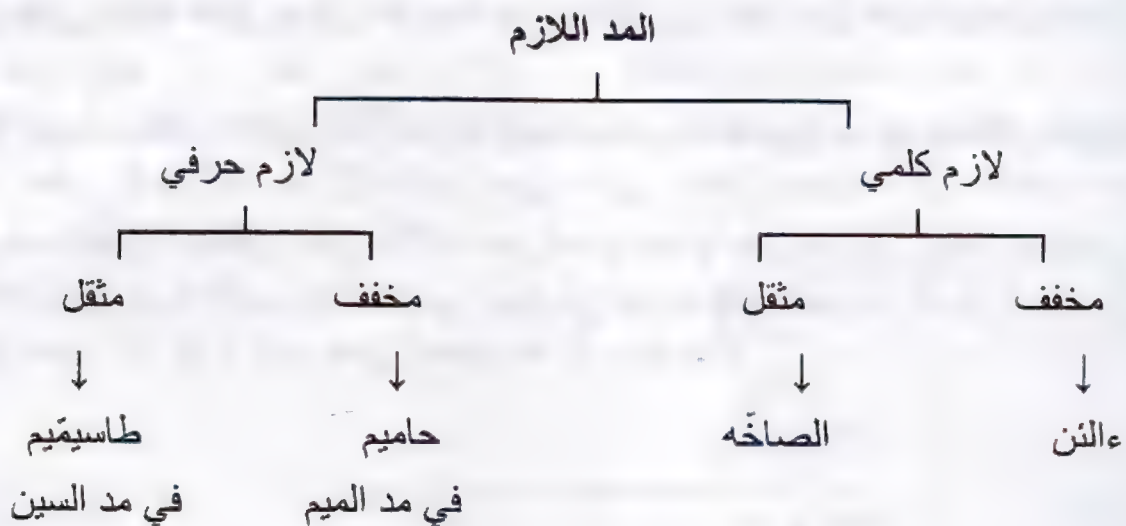 المد اللازم
لازم كلمي لازم حرفي
مخفف مثقل مخفف مثقل
↓ ↓ ↓ ↓
ءالئن الصاخّه حاميم طاسيمّيم
في مد الميم في مد السين